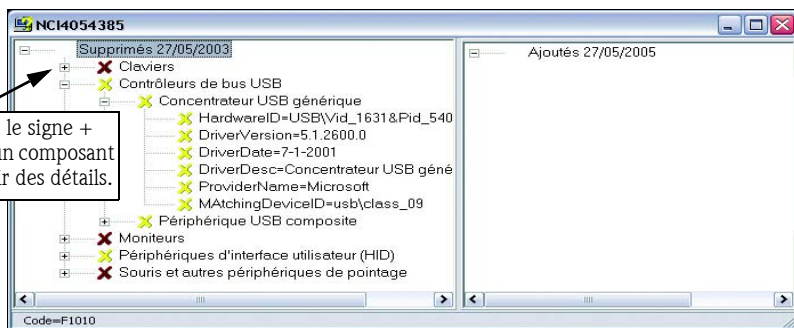 NCI4054385
Supprimés 27/05/2003
Claviers
Contrôleurs de bus USB
Concentrateur USB générique
HardwareID=USB\Vid_1631&Pid_540
DriverVersion=5.1.2600.0
DriverDate=7-1-2001
DriverDesc=Concentrateur USB géné
ProviderName=Microsoft
MAtchingDeviceID=usb\class_09
Périphérique USB composite
Moniteurs
Périphériques d'interface utilisateur (HID)
Souris et autres périphériques de pointage
Ajoutés 27/05/2005
le signe +
un composant
ir des détails.
Code=F1010